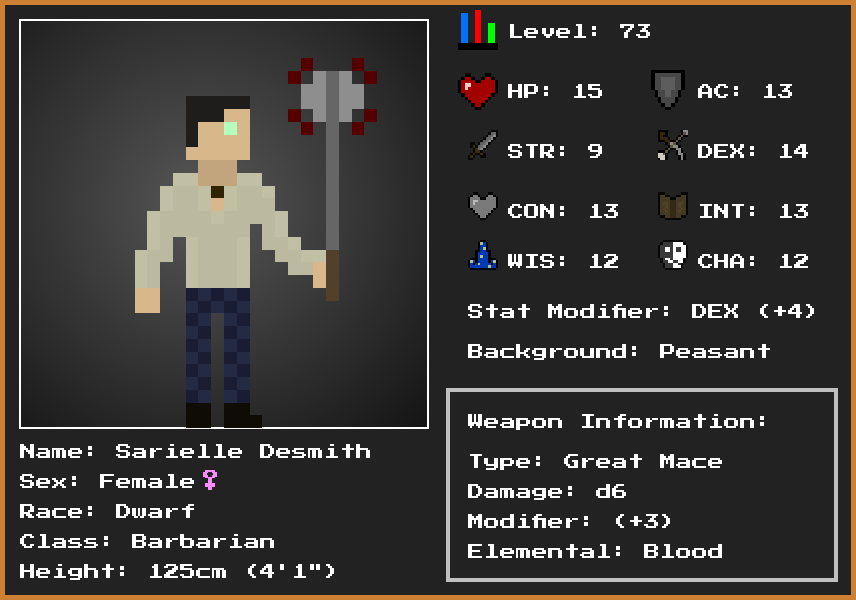 Level: 73
HP: 15 AC: 13
STR: 9 DEX: 14
CON: 13 INT: 13
WIS: 12 CHA: 12
Stat Modifier: DEX (+4)
Background: Peasant
Weapon Information:
Type: Great Mace
Damage: d6
Modifier: (+3)
Elemental: Blood
Name: Sarielle Desmith
Sex: Female♀
Race: Dwarf
Class: Barbarian
Height: 125cm (4'1")